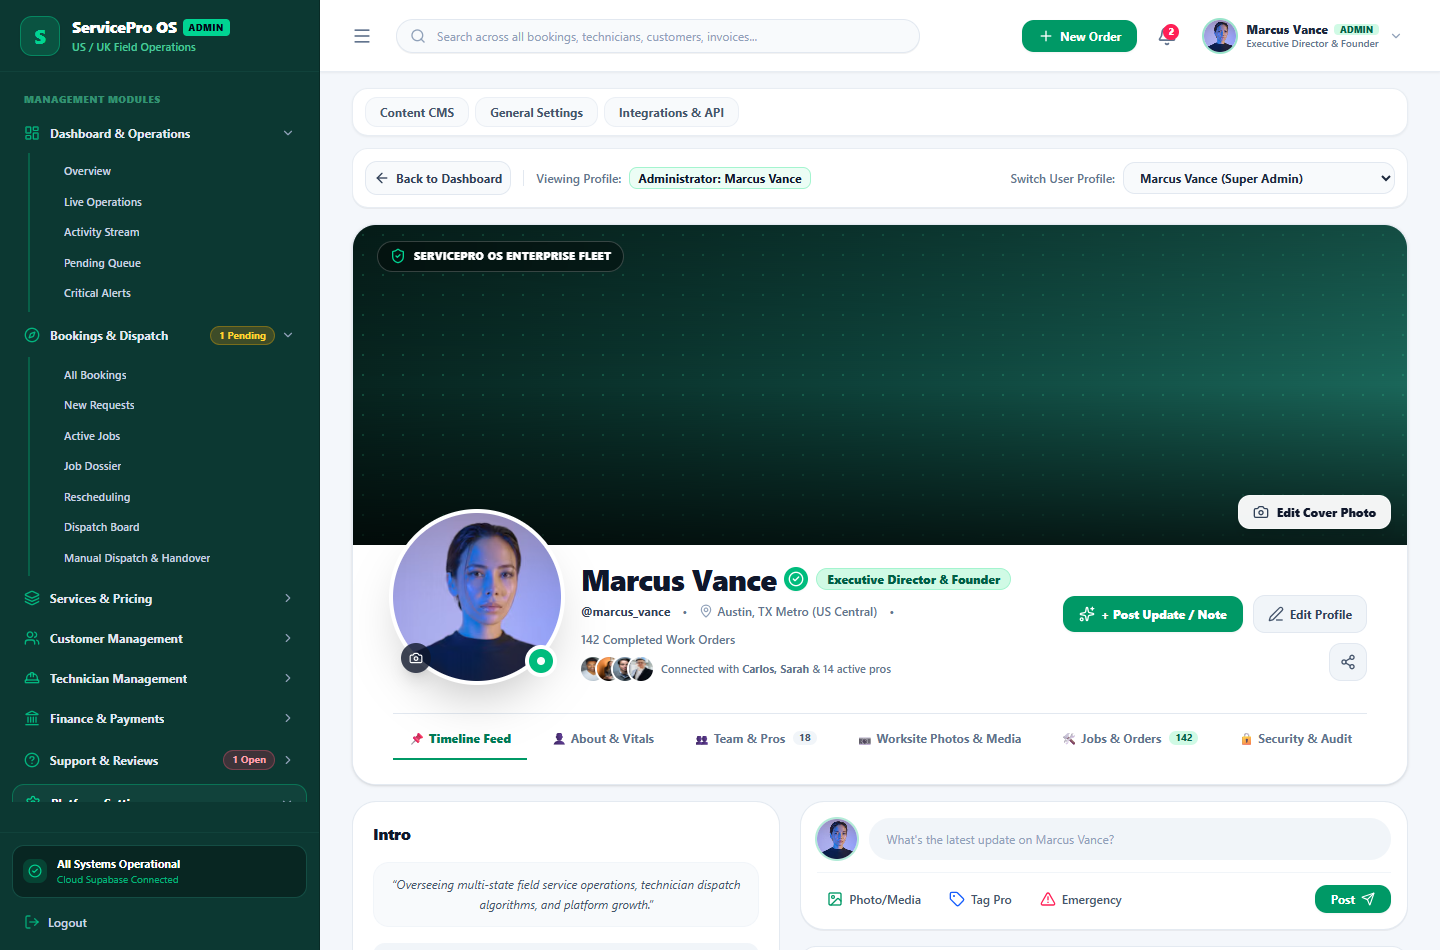 S
ServicePro OS ADMIN
US / UK Field Operations
MANAGEMENT MODULES
Dashboard & Operations
Overview
Live Operations
Activity Stream
Pending Queue
Critical Alerts
Bookings & Dispatch 1 Pending
All Bookings
New Requests
Active Jobs
Job Dossier
Rescheduling
Dispatch Board
Manual Dispatch & Handover
Services & Pricing
Customer Management
Technician Management
Finance & Payments
Support & Reviews 1 Open
All Systems Operational
Cloud Supabase Connected
Logout
Search across all bookings, technicians, customers, invoices...
+ New Order
2
Marcus Vance ADMIN
Executive Director & Founder
Content CMS General Settings Integrations & API
Back to Dashboard Viewing Profile: Administrator: Marcus Vance Switch User Profile: Marcus Vance (Super Admin)
SERVICEPRO OS ENTERPRISE FLEET
Edit Cover Photo
Marcus Vance Executive Director & Founder
@marcus_vance • Austin, TX Metro (US Central) •
142 Completed Work Orders
Connected with Carlos, Sarah & 14 active pros
+ Post Update / Note Edit Profile
Timeline Feed About & Vitals Team & Pros 18 Worksite Photos & Media Jobs & Orders 142 Security & Audit
Intro
"Overseeing multi-state field service operations, technician dispatch
algorithms, and platform growth."
What's the latest update on Marcus Vance?
Photo/Media Tag Pro Emergency Post